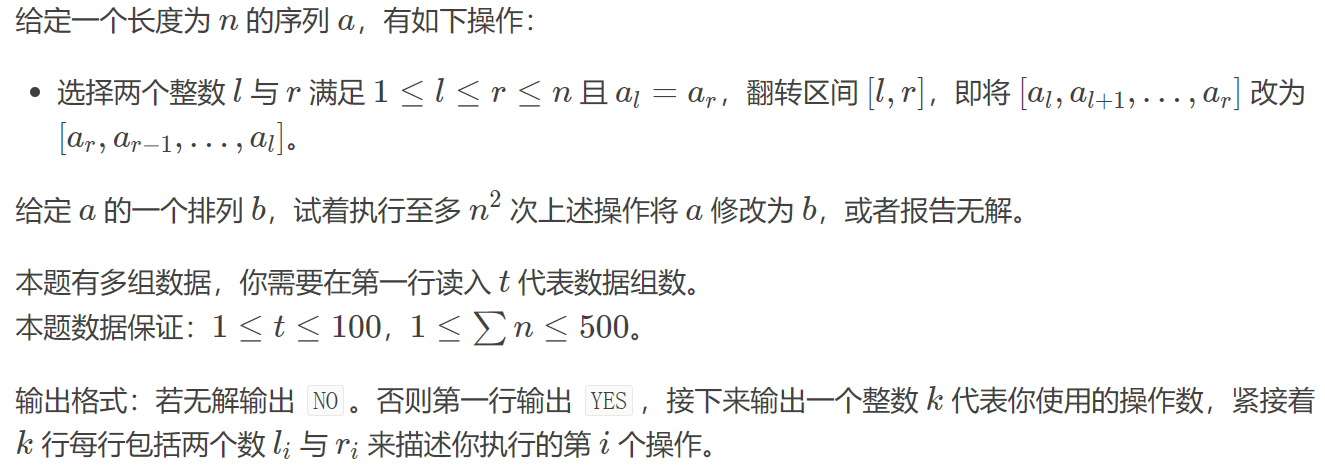 给定一个长度为 n 的序列 a，有如下操作：
• 选择两个整数 l 与 r 满足 1 ≤ l ≤ r ≤ n 且 a_l = a_r，翻转区间 [l, r]，即将 [a_l, a_{l+1}, . . . , a_r] 改为
[a_r, a_{r−1}, . . . , a_l]。
给定 a 的一个排列 b，试着执行至多 n² 次上述操作将 a 修改为 b，或者报告无解。
本题有多组数据，你需要在第一行读入 t 代表数据组数。
本题数据保证：1 ≤ t ≤ 100，1 ≤ ∑ n ≤ 500。
输出格式：若无解输出 NO 。否则第一行输出 YES ，接下来输出一个整数 k 代表你使用的操作数，紧接着
k 行每行包括两个数 l_i 与 r_i 来描述你执行的第 i 个操作。